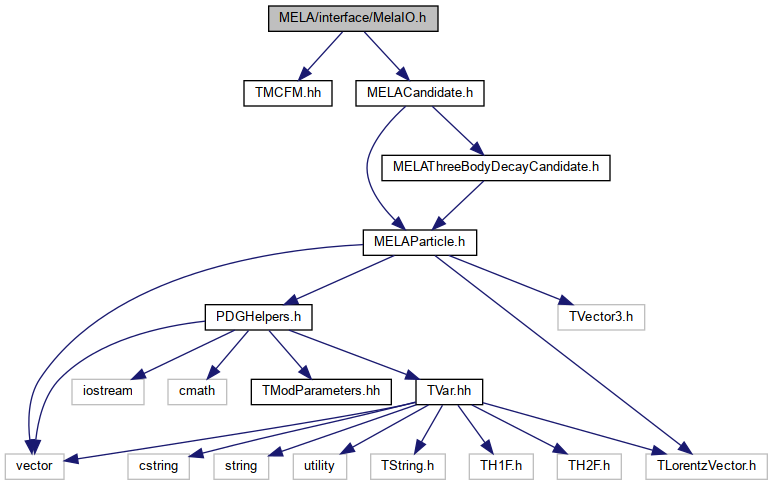 MELA/interface/MelaIO.h
TMCFM.hh
MELACandidate.h
MELAThreeBodyDecayCandidate.h
MELAParticle.h
PDGHelpers.h
TVector3.h
iostream
cmath
TModParameters.hh
TVar.hh
vector
cstring
string
utility
TString.h
TH1F.h
TH2F.h
TLorentzVector.h